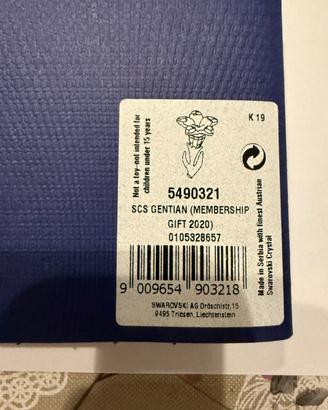 K 19
Not a toy-not intended for
children under 15 years
5490321
SCS GENTIAN (MEMBERSHIP
GIFT 2020)
0105328657
Made in Serbia with finest Austrian
Swarovski Crystal
9 009654 903218
SWAROVSKI AG Dröschistr.15
9495 Triesen, Liechtenstein